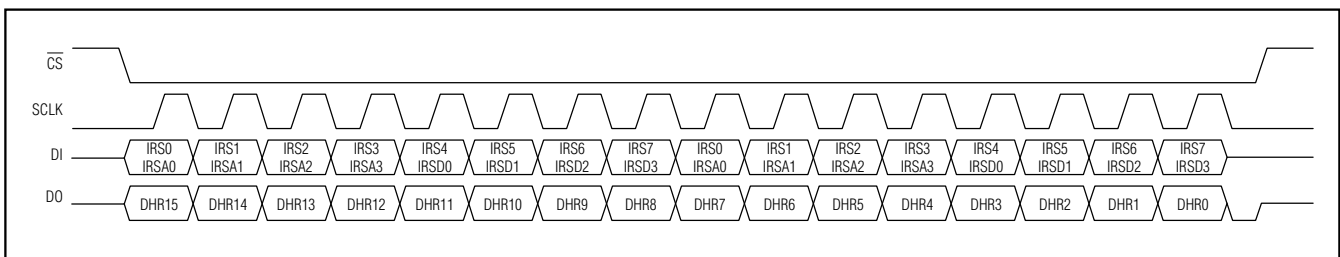 CS
SCLK
DI
IRS0 IRS1 IRS2 IRS3 IRS4 IRS5 IRS6 IRS7 IRS0 IRS1 IRS2 IRS3 IRS4 IRS5 IRS6 IRS7
IRSA0 IRSA1 IRSA2 IRSA3 IRSD0 IRSD1 IRSD2 IRSD3 IRSA0 IRSA1 IRSA2 IRSA3 IRSD0 IRSD1 IRSD2 IRSD3
DO
DHR15 DHR14 DHR13 DHR12 DHR11 DHR10 DHR9 DHR8 DHR7 DHR6 DHR5 DHR4 DHR3 DHR2 DHR1 DHR0